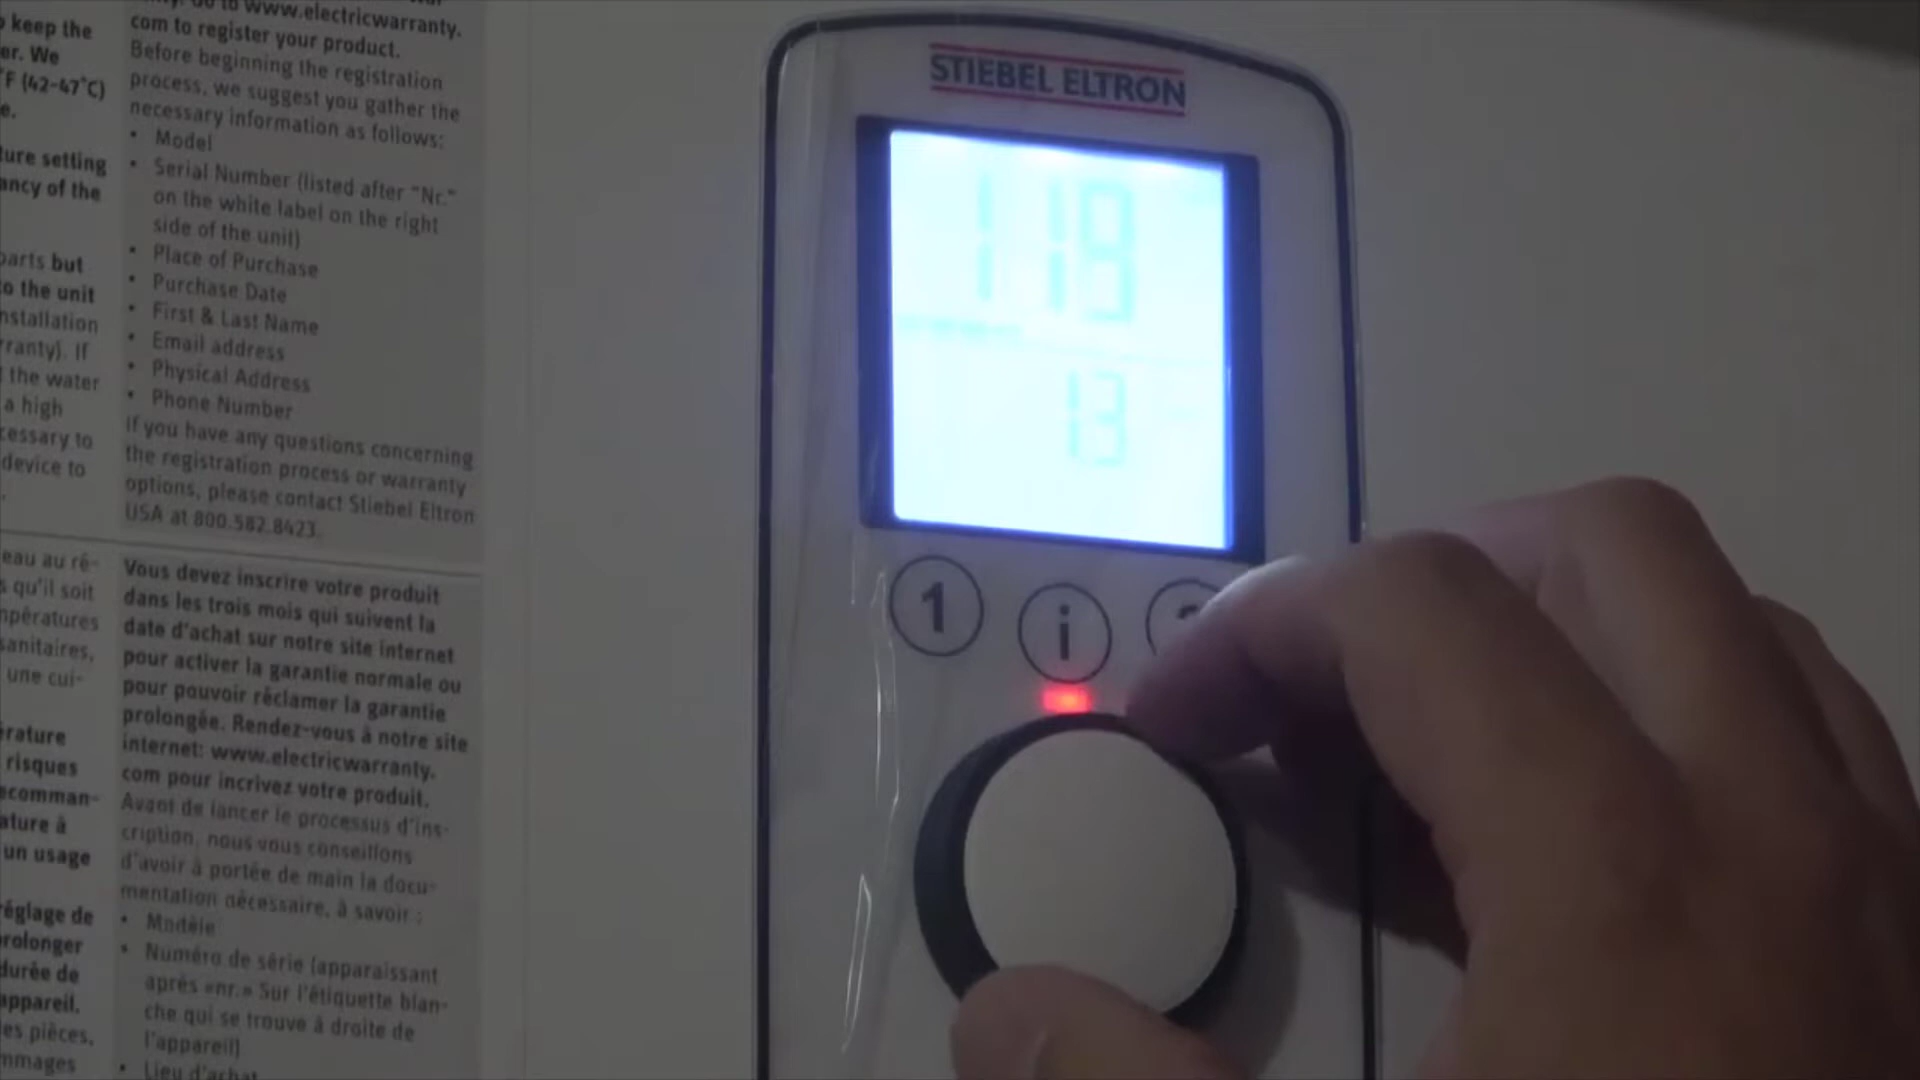 keep the
er. We
°F (42-47°C)
e.
ture setting
ancy of the
parts but
to the unit
nstallation
rranty). If
the water
a high
cessary to
device to
.
to www.electricwarranty.
com to register your product.
Before beginning the registration
process, we suggest you gather the
necessary information as follows:
• Model
• Serial Number (listed after "Nr."
on the white label on the right
side of the unit)
• Place of Purchase
• Purchase Date
• First & Last Name
• Email address
• Physical Address
• Phone Number
If you have any questions concerning
the registration process or warranty
options, please contact Stiebel Eltron
USA at 800.582.8423.
eau au ré-
s qu'il soit
mpératures
sanitaires,
une cui-
érature
risques
ecomman-
ature à
un usage
réglage de
prolonger
durée de
appareil.
es pièces,
mmages
Vous devez inscrire votre produit
dans les trois mois qui suivent la
date d'achat sur notre site internet
pour activer la garantie normale ou
pour pouvoir réclamer la garantie
prolongée. Rendez-vous à notre site
internet: www.electricwarranty.
com pour incrivez votre produit.
Avant de lancer le processus d'ins-
cription, nous vous conseillons
d'avoir à portée de main la docu-
mentation nécessaire, à savoir :
• Modèle
• Numéro de série (apparaissant
après «nr.» Sur l'étiquette blan-
che qui se trouve à droite de
l'appareil)
• Lieu d'achat
STIEBEL ELTRON
119
13
1 i